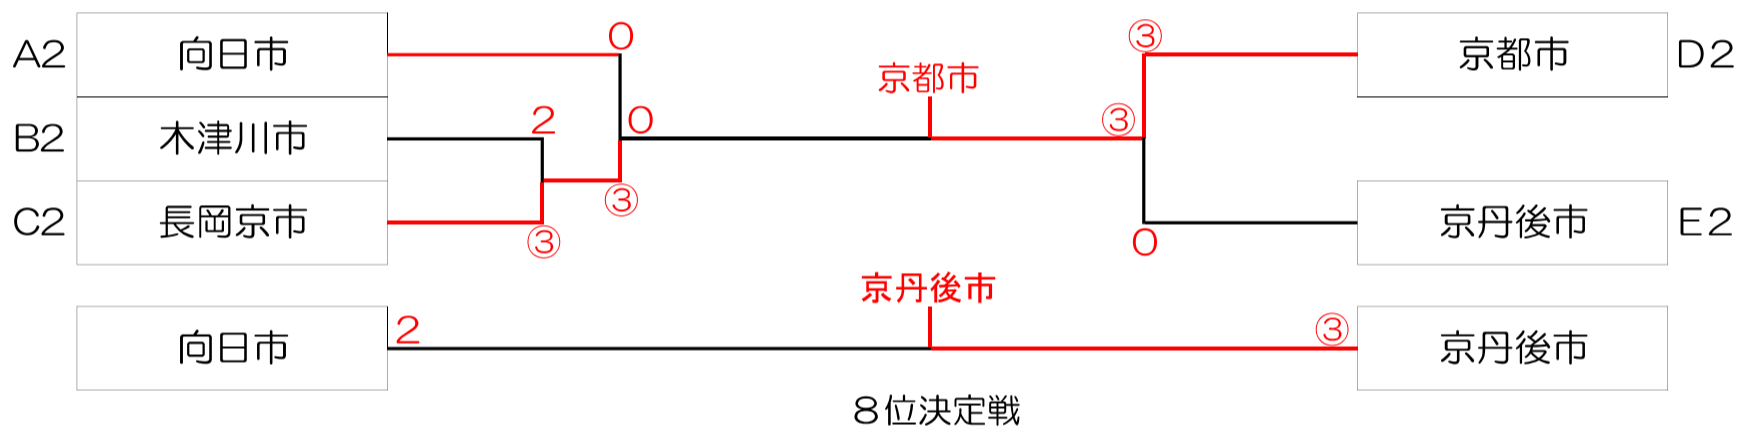 A2 向日市 0 ③ 京都市 D2
京都市
B2 木津川市 2 0 ③
C2 長岡京市 ③ ③ 0 京丹後市 E2
京丹後市
向日市 2 ③ 京丹後市
8位決定戦